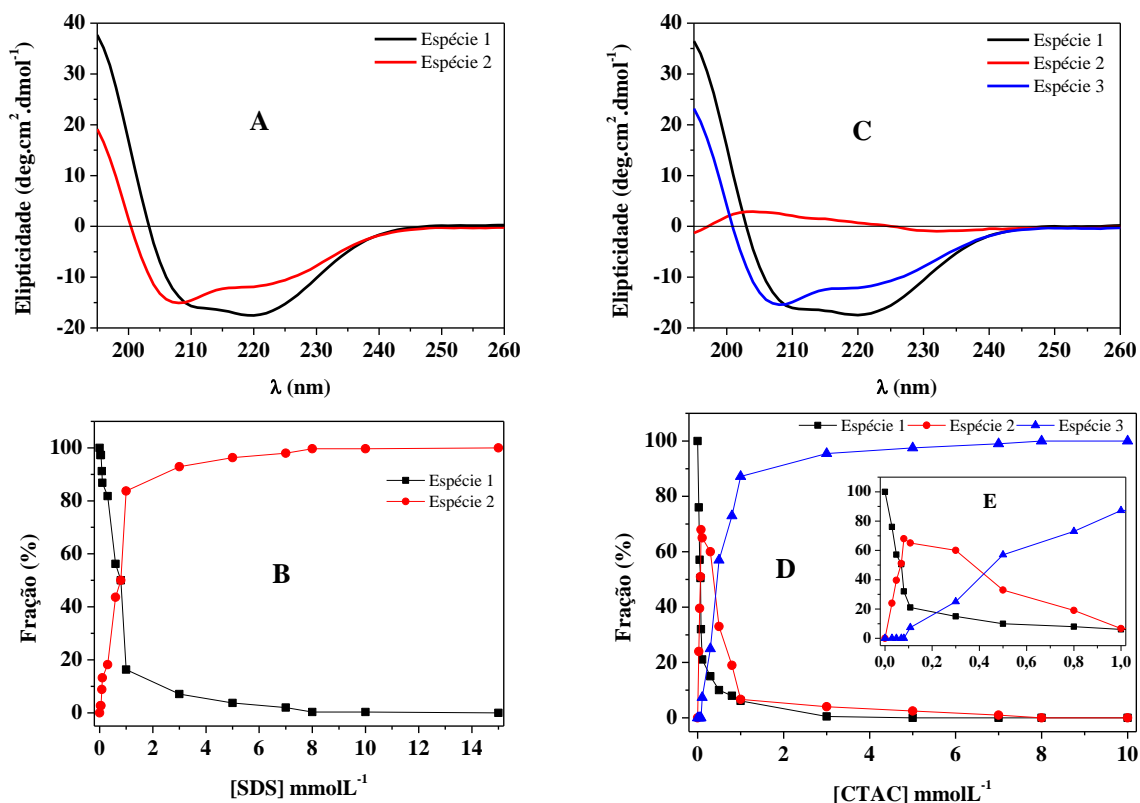 A
Espécie 1
Espécie 2
Elipticidade (deg.cm².dmol⁻¹)
40
30
20
10
0
-10
-20
200 210 220 230 240 250 260
λ (nm)
C
Espécie 1
Espécie 2
Espécie 3
Elipticidade (deg.cm².dmol⁻¹)
40
30
20
10
0
-10
-20
200 210 220 230 240 250 260
λ (nm)
B
Espécie 1
Espécie 2
Fração (%)
100
80
60
40
20
0
0 2 4 6 8 10 12 14
[SDS] mmolL⁻¹
D
Espécie 1 Espécie 2 Espécie 3
Fração (%)
100
80
60
40
20
0
0 2 4 6 8 10
[CTAC] mmolL⁻¹
E
100
80
60
40
20
0
0,0 0,2 0,4 0,6 0,8 1,0